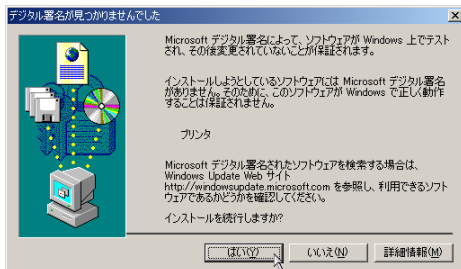 デジタル署名が見つかりませんでした
Microsoft デジタル署名によって、ソフトウェアが Windows 上でテスト
され、その後変更されていないことが保証されます。
インストールしようとしているソフトウェアには Microsoft デジタル署名
がありません。そのために、このソフトウェアが Windows で正しく動作
することは保証されません。
プリンタ
Microsoft デジタル署名されたソフトウェアを検索する場合は、
Windows Update Web サイト
http://windowsupdate.microsoft.com を参照し、利用できるソフト
ウェアであるかどうかを確認してください。
インストールを続行しますか?
はい(Y) いいえ(N) 詳細情報(M)